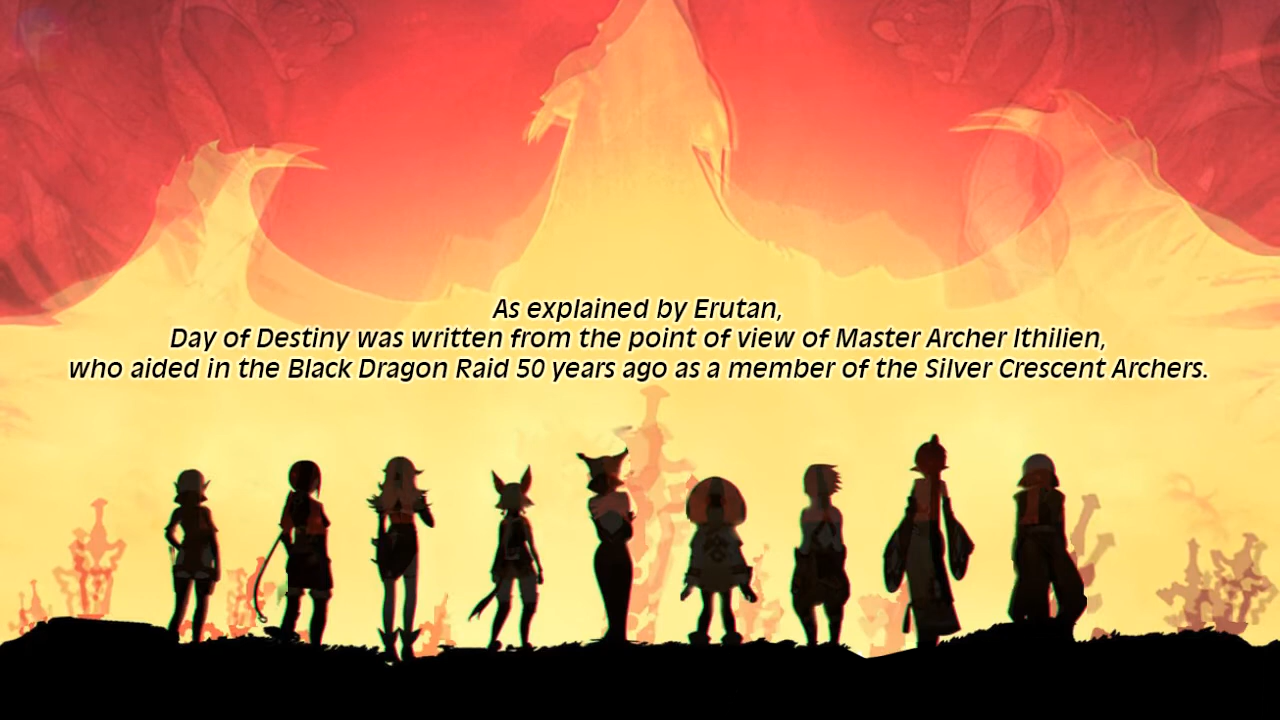 As explained by Erutan,
Day of Destiny was written from the point of view of Master Archer Ithilien,
who aided in the Black Dragon Raid 50 years ago as a member of the Silver Crescent Archers.